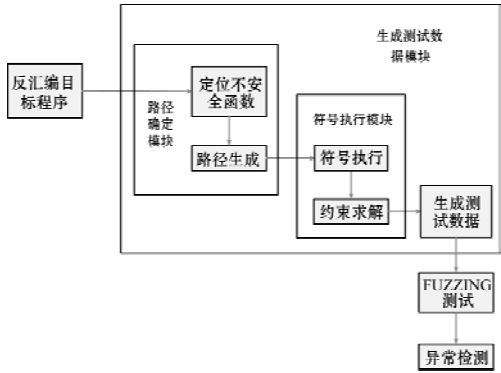 生成测试数
据模块
反汇编目
标程序
路径
确定
模块
定位不安
全函数
路径生成
符号执行模块
符号执行
约束求解
生成测
试数据
FUZZING
测试
异常检测